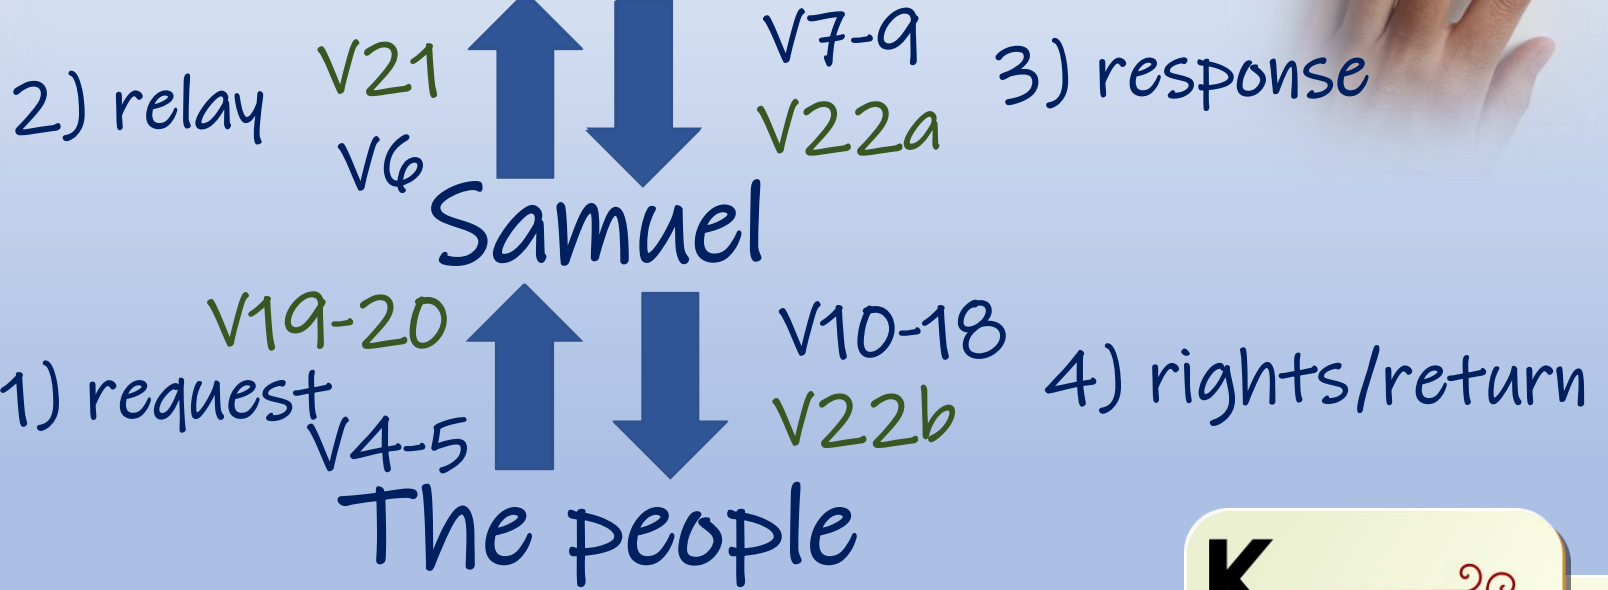 V21
V7-9
2) relay
3) response
V6
V22a
Samuel
V19-20
V10-18
1) request
4) rights/return
V4-5
V22b
The people
K